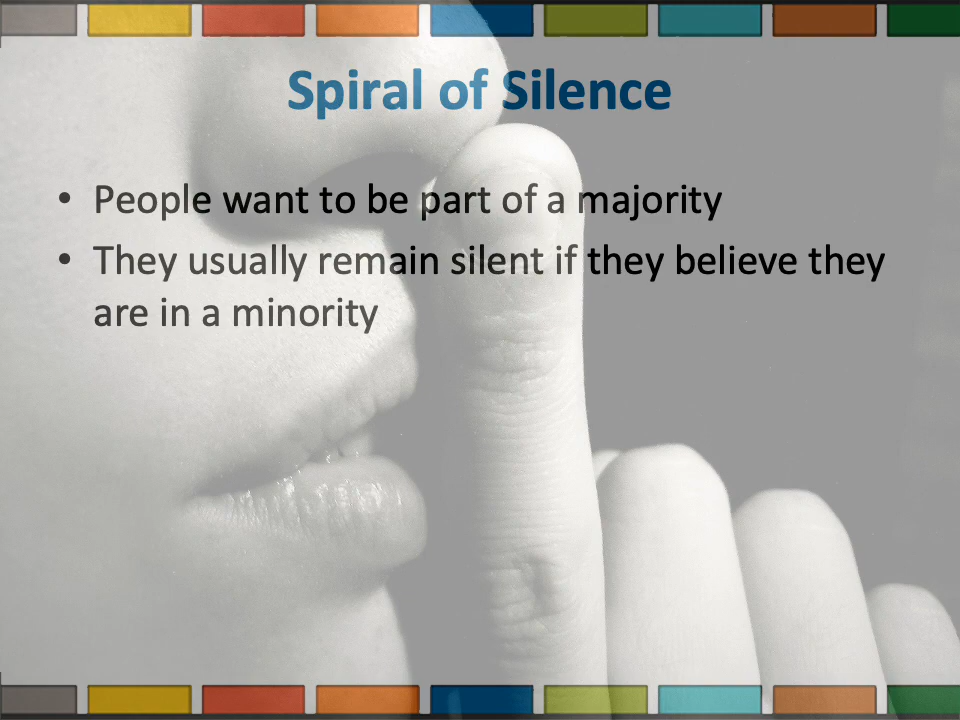 Spiral of Silence
• People want to be part of a majority
• They usually remain silent if they believe they
are in a minority